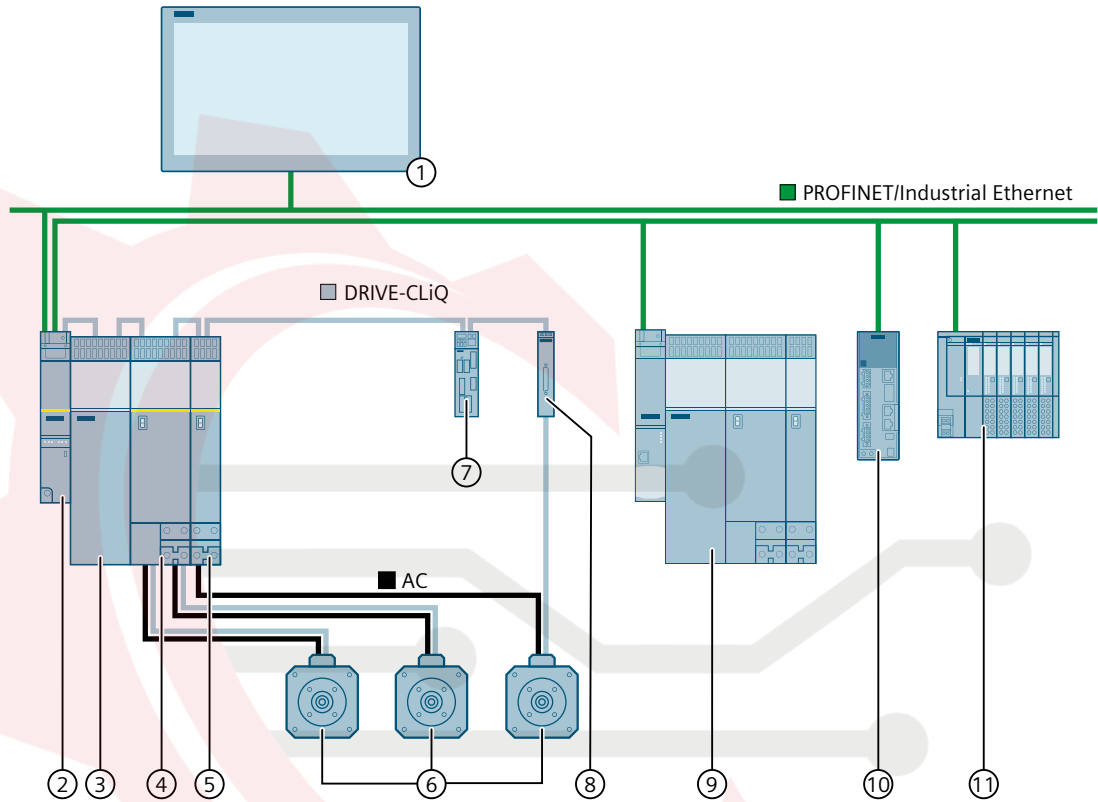 ①
PROFINET/Industrial Ethernet
DRIVE-CLiQ
⑦
AC
② ③ ④ ⑤ ⑥ ⑧ ⑨ ⑩ ⑪